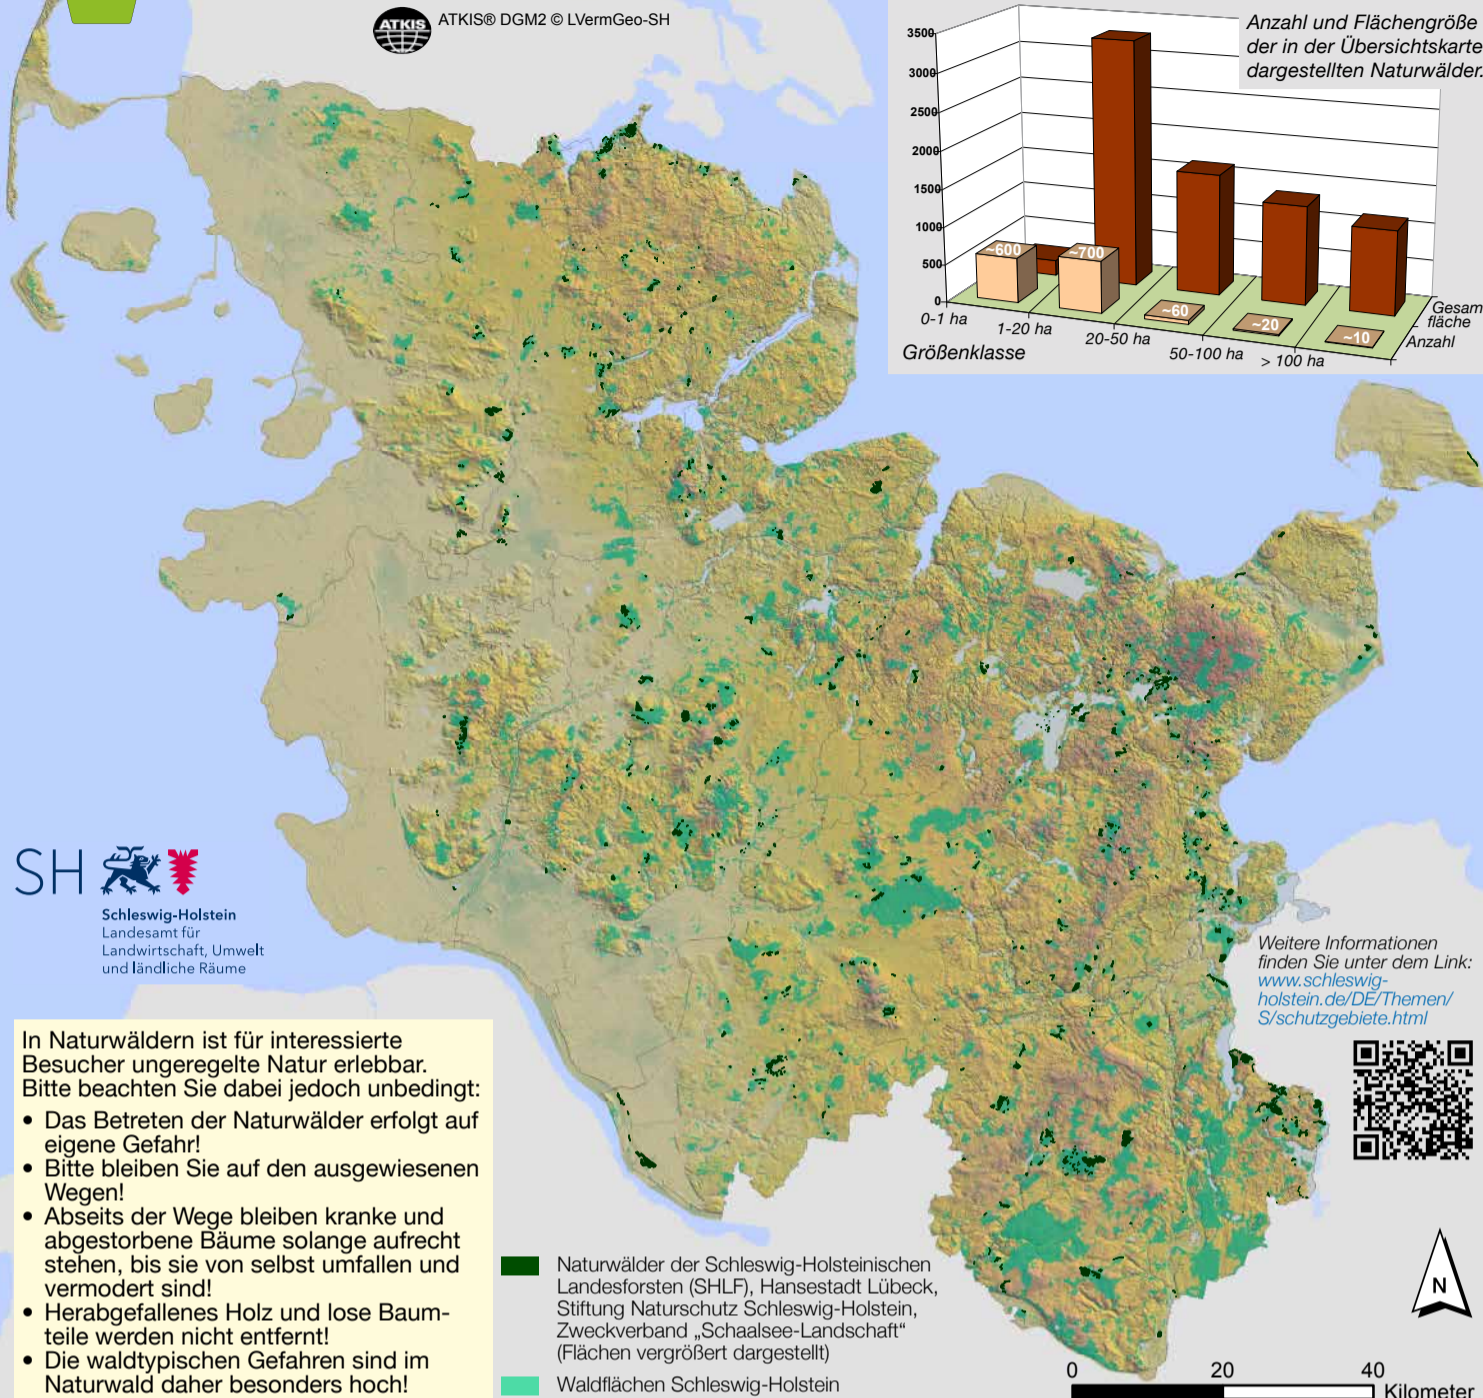 ATKIS
ATKIS® DGM2 © LVermGeo-SH
Anzahl und Flächengröße
der in der Übersichtskarte
dargestellten Naturwälder.
3500
3000
2500
2000
1500
1000
500
0
~600
~700
~60
~20
~10
0-1 ha
1-20 ha
20-50 ha
50-100 ha
> 100 ha
Gesam
fläche
Anzahl
Größenklasse
SH
Schleswig-Holstein
Landesamt für
Landwirtschaft, Umwelt
und ländliche Räume
Weitere Informationen
finden Sie unter dem Link:
www.schleswig-
holstein.de/DE/Themen/
S/schutzgebiete.html
In Naturwäldern ist für interessierte
Besucher ungeregelte Natur erlebbar.
Bitte beachten Sie dabei jedoch unbedingt:
• Das Betreten der Naturwälder erfolgt auf
eigene Gefahr!
• Bitte bleiben Sie auf den ausgewiesenen
Wegen!
• Abseits der Wege bleiben kranke und
abgestorbene Bäume solange aufrecht
stehen, bis sie von selbst umfallen und
vermodert sind!
• Herabgefallenes Holz und lose Baum-
teile werden nicht entfernt!
• Die waldtypischen Gefahren sind im
Naturwald daher besonders hoch!
Naturwälder der Schleswig-Holsteinischen
Landesforsten (SHLF), Hansestadt Lübeck,
Stiftung Naturschutz Schleswig-Holstein,
Zweckverband „Schaalsee-Landschaft“
(Flächen vergrößert dargestellt)
Waldflächen Schleswig-Holstein
N
0 20 40
Kilometer